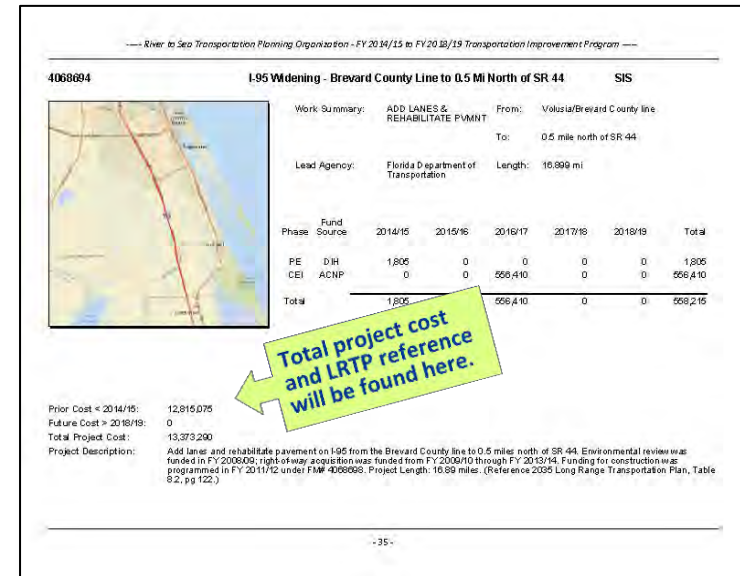 ---- River to Sea Transportation Planning Organization - FY 2014/15 to FY 2018/19 Transportation Improvement Program ----
4068694 I-95 Widening - Brevard County Line to 0.5 Mi North of SR 44 SIS
Work Summary: ADD LANES & REHABILITATE PVMNT From: Volusia/Brevard County line
To: 0.5 mile north of SR 44
Lead Agency: Florida Department of Transportation Length: 16.899 mi
Phase Fund Source 2014/15 2015/16 2016/17 2017/18 2018/19 Total
PE DIH 1,805 0 0 0 0 1,805
CEI ACNP 0 0 556,410 0 0 556,410
Total 1,805 556,410 0 0 558,215
Total project cost
and LRTP reference
will be found here.
Prior Cost < 2014/15: 12,815,075
Future Cost > 2018/19: 0
Total Project Cost: 13,373,290
Project Description: Add lanes and rehabilitate pavement on I-95 from the Brevard County line to 0.5 miles north of SR 44. Environmental review was
funded in FY 2008/09; right-of-way acquisition was funded from FY 2009/10 through FY 2013/14. Funding for construction was
programmed in FY 2011/12 under FM# 4068698. Project Length: 16.89 miles. (Reference 2035 Long Range Transportation Plan, Table
8.2, pg 122.)
- 35 -